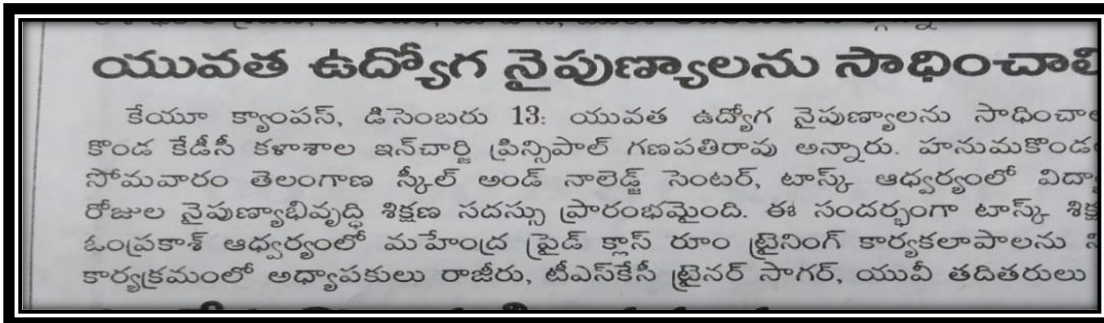 యువత ఉద్యోగ నైపుణ్యాలను సాధించాలి
కేయూ క్యాంపస్, డిసెంబరు 13: యువత ఉద్యోగ నైపుణ్యాలను సాధించా
కొండ కేడీసీ కళాశాల ఇన్‌చార్జి ప్రిన్సిపాల్ గణపతిరావు అన్నారు. హనుమకొండ
సోమవారం తెలంగాణ స్కీల్ అండ్ నాలెడ్జ్ సెంటర్, టాస్క్ ఆధ్వర్యంలో విద్యా
రోజుల నైపుణ్యాభివృద్ధి శిక్షణ సదస్సు ప్రారంభమైంది. ఈ సందర్భంగా టాస్క్ శిక్ష
ఓంప్రకాశ్ ఆధ్వర్యంలో మహేంద్ర ప్రైడ్ క్లాస్ రూం ట్రైనింగ్ కార్యకలాపాలను ని
కార్యక్రమంలో అధ్యాపకులు రాజీరు, టీఎస్‌కేసీ ట్రైనర్ సాగర్, యువీ తదితరులు